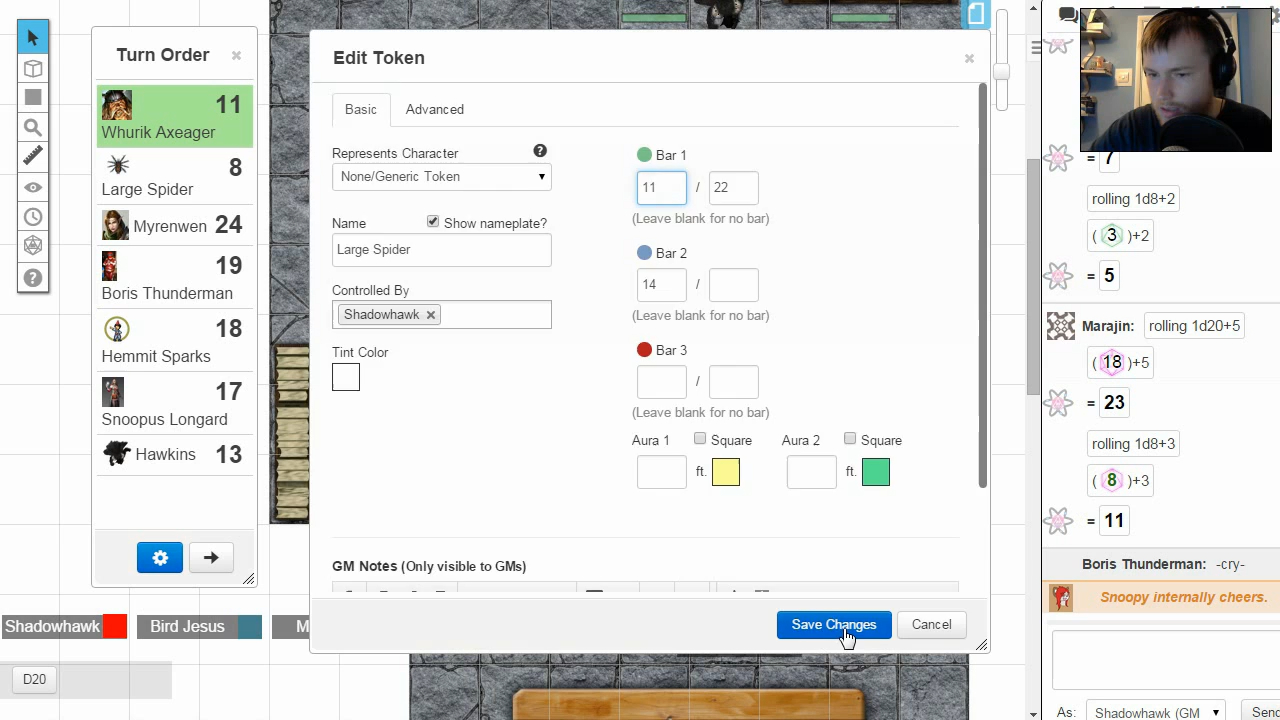 Turn Order
×
11
Whurik Axeager
8
Large Spider
Myrenwen 24
19
Boris Thunderman
18
Hemmit Sparks
17
Snoopus Longard
Hawkins 13
Shadowhawk
Bird Jesus
M
D20
Edit Token
×
Basic Advanced
Represents Character ?
None/Generic Token
Name Show nameplate?
Large Spider
Controlled By
Shadowhawk ×
Tint Color
Bar 1
11 / 22
(Leave blank for no bar)
Bar 2
14 /
(Leave blank for no bar)
Bar 3
/
(Leave blank for no bar)
Aura 1 Square Aura 2 Square
ft. ft.
GM Notes (Only visible to GMs)
Save Changes Cancel
= 7
rolling 1d8+2
(3)+2
= 5
Marajin: rolling 1d20+5
(18)+5
= 23
rolling 1d8+3
(8)+3
= 11
Boris Thunderman: -cry-
Snoopy internally cheers.
As: Shadowhawk (GM
Send